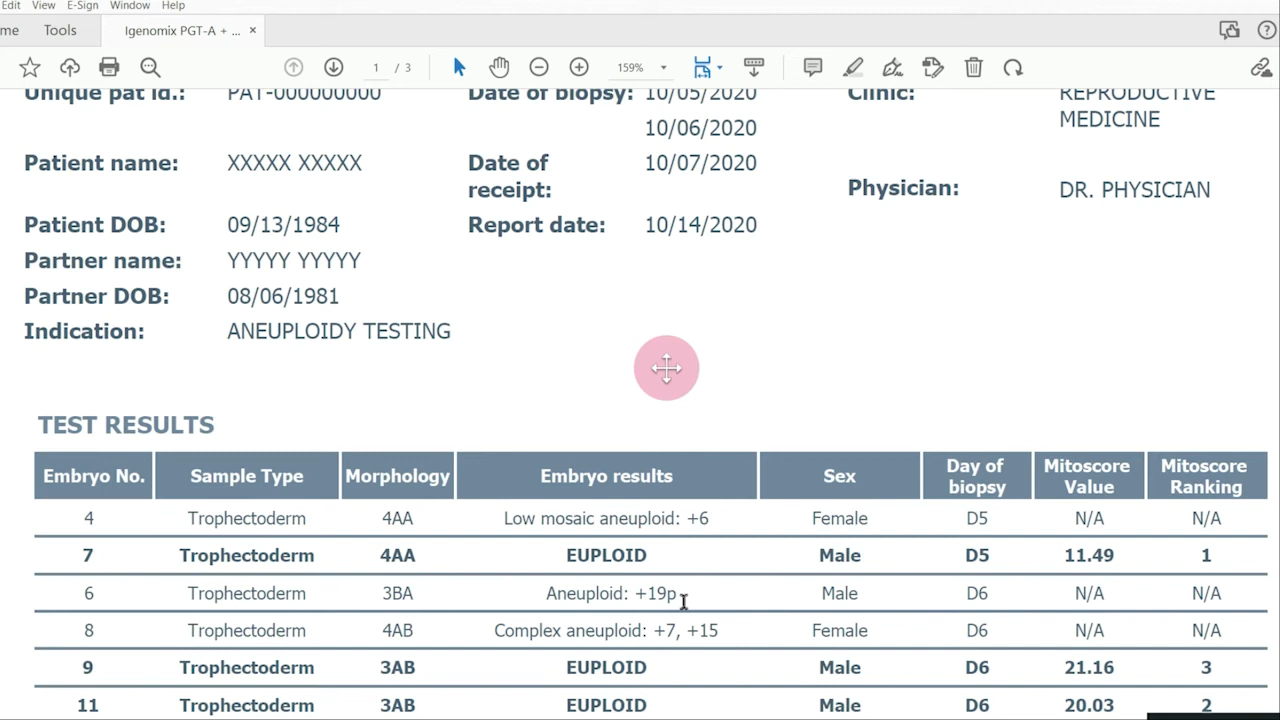 Edit View E-Sign Window Help
me Tools Igenomix PGT-A + ... ×
1 / 3 159%
Unique pat id.: PAT-000000000 Date of biopsy: 10/05/2020 Clinic: REPRODUCTIVE
10/06/2020 MEDICINE
Patient name: XXXXX XXXXX Date of 10/07/2020
receipt: Physician: DR. PHYSICIAN
Patient DOB: 09/13/1984 Report date: 10/14/2020
Partner name: YYYYY YYYYY
Partner DOB: 08/06/1981
Indication: ANEUPLOIDY TESTING
TEST RESULTS
Embryo No. Sample Type Morphology Embryo results Sex Day of biopsy Mitoscore Value Mitoscore Ranking
4 Trophectoderm 4AA Low mosaic aneuploid: +6 Female D5 N/A N/A
7 Trophectoderm 4AA EUPLOID Male D5 11.49 1
6 Trophectoderm 3BA Aneuploid: +19p Male D6 N/A N/A
8 Trophectoderm 4AB Complex aneuploid: +7, +15 Female D6 N/A N/A
9 Trophectoderm 3AB EUPLOID Male D6 21.16 3
11 Trophectoderm 3AB EUPLOID Male D6 20.03 2